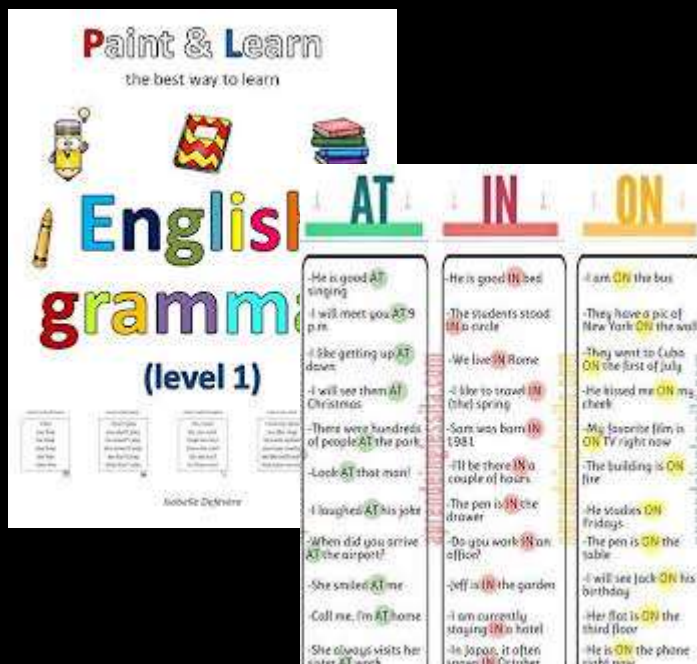 Paint & Learn
the best way to learn
English
gramma
(level 1)
Isabelle Defevère
AT
-He is good AT
singing
-I will meet you AT 9
p.m.
-I like getting up AT
dawn
-I will see them AT
Christmas
-There were hundreds
of people AT the park
-Look AT that man!
-I laughed AT his joke
-When did you arrive
AT the airport?
-She smiled AT me
-Call me, I'm AT home
-She always visits her
sister AT work
IN
-He is good IN bed
-The students stood
IN a circle
-We live IN Rome
-I like to travel IN
(the) spring
-Sam was born IN
1981
-I'll be there IN a
couple of hours
-The pen is IN the
drawer
-Do you work IN an
office?
-Jeff is IN the garden
-I am currently
staying IN a hotel
-In Japan, it often
snows IN October
ON
-I am ON the bus
-They have a pic of
New York ON the wall
-They went to Cuba
ON the first of July
-He kissed me ON my
cheek
-My favorite film is
ON TV right now
-The building is ON
fire
-He studies ON
Fridays
-The pen is ON the
table
-I will see Jack ON his
birthday
-Her flat is ON the
third floor
-He is ON the phone
right